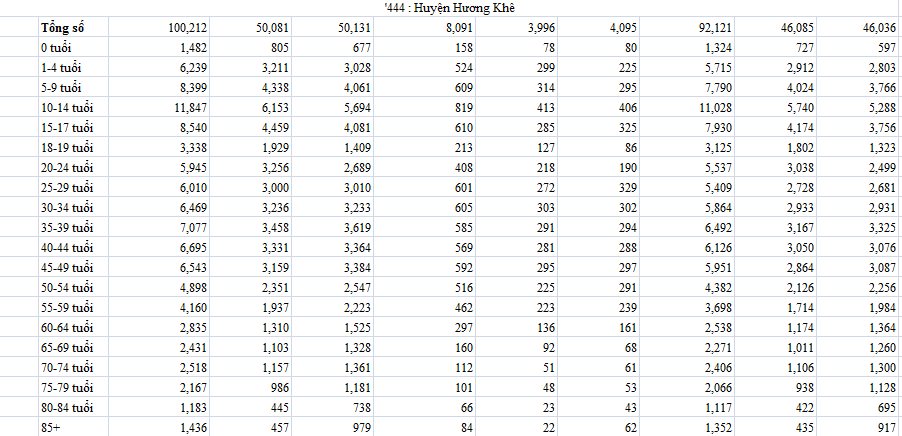 '444 : Huyện Hương Khê
Tổng số 100,212 50,081 50,131 8,091 3,996 4,095 92,121 46,085 46,036
0 tuổi 1,482 805 677 158 78 80 1,324 727 597
1-4 tuổi 6,239 3,211 3,028 524 299 225 5,715 2,912 2,803
5-9 tuổi 8,399 4,338 4,061 609 314 295 7,790 4,024 3,766
10-14 tuổi 11,847 6,153 5,694 819 413 406 11,028 5,740 5,288
15-17 tuổi 8,540 4,459 4,081 610 285 325 7,930 4,174 3,756
18-19 tuổi 3,338 1,929 1,409 213 127 86 3,125 1,802 1,323
20-24 tuổi 5,945 3,256 2,689 408 218 190 5,537 3,038 2,499
25-29 tuổi 6,010 3,000 3,010 601 272 329 5,409 2,728 2,681
30-34 tuổi 6,469 3,236 3,233 605 303 302 5,864 2,933 2,931
35-39 tuổi 7,077 3,458 3,619 585 291 294 6,492 3,167 3,325
40-44 tuổi 6,695 3,331 3,364 569 281 288 6,126 3,050 3,076
45-49 tuổi 6,543 3,159 3,384 592 295 297 5,951 2,864 3,087
50-54 tuổi 4,898 2,351 2,547 516 225 291 4,382 2,126 2,256
55-59 tuổi 4,160 1,937 2,223 462 223 239 3,698 1,714 1,984
60-64 tuổi 2,835 1,310 1,525 297 136 161 2,538 1,174 1,364
65-69 tuổi 2,431 1,103 1,328 160 92 68 2,271 1,011 1,260
70-74 tuổi 2,518 1,157 1,361 112 51 61 2,406 1,106 1,300
75-79 tuổi 2,167 986 1,181 101 48 53 2,066 938 1,128
80-84 tuổi 1,183 445 738 66 23 43 1,117 422 695
85+ 1,436 457 979 84 22 62 1,352 435 917